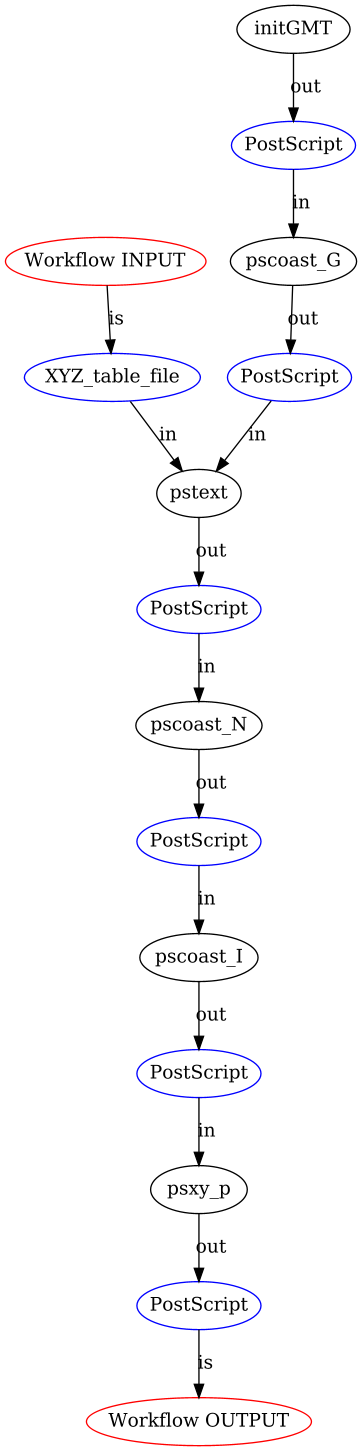 initGMT
out
PostScript
in
Workflow INPUT
pscoast_G
is
out
XYZ_table_file
PostScript
in
in
pstext
out
PostScript
in
pscoast_N
out
PostScript
in
pscoast_I
out
PostScript
in
psxy_p
out
PostScript
is
Workflow OUTPUT